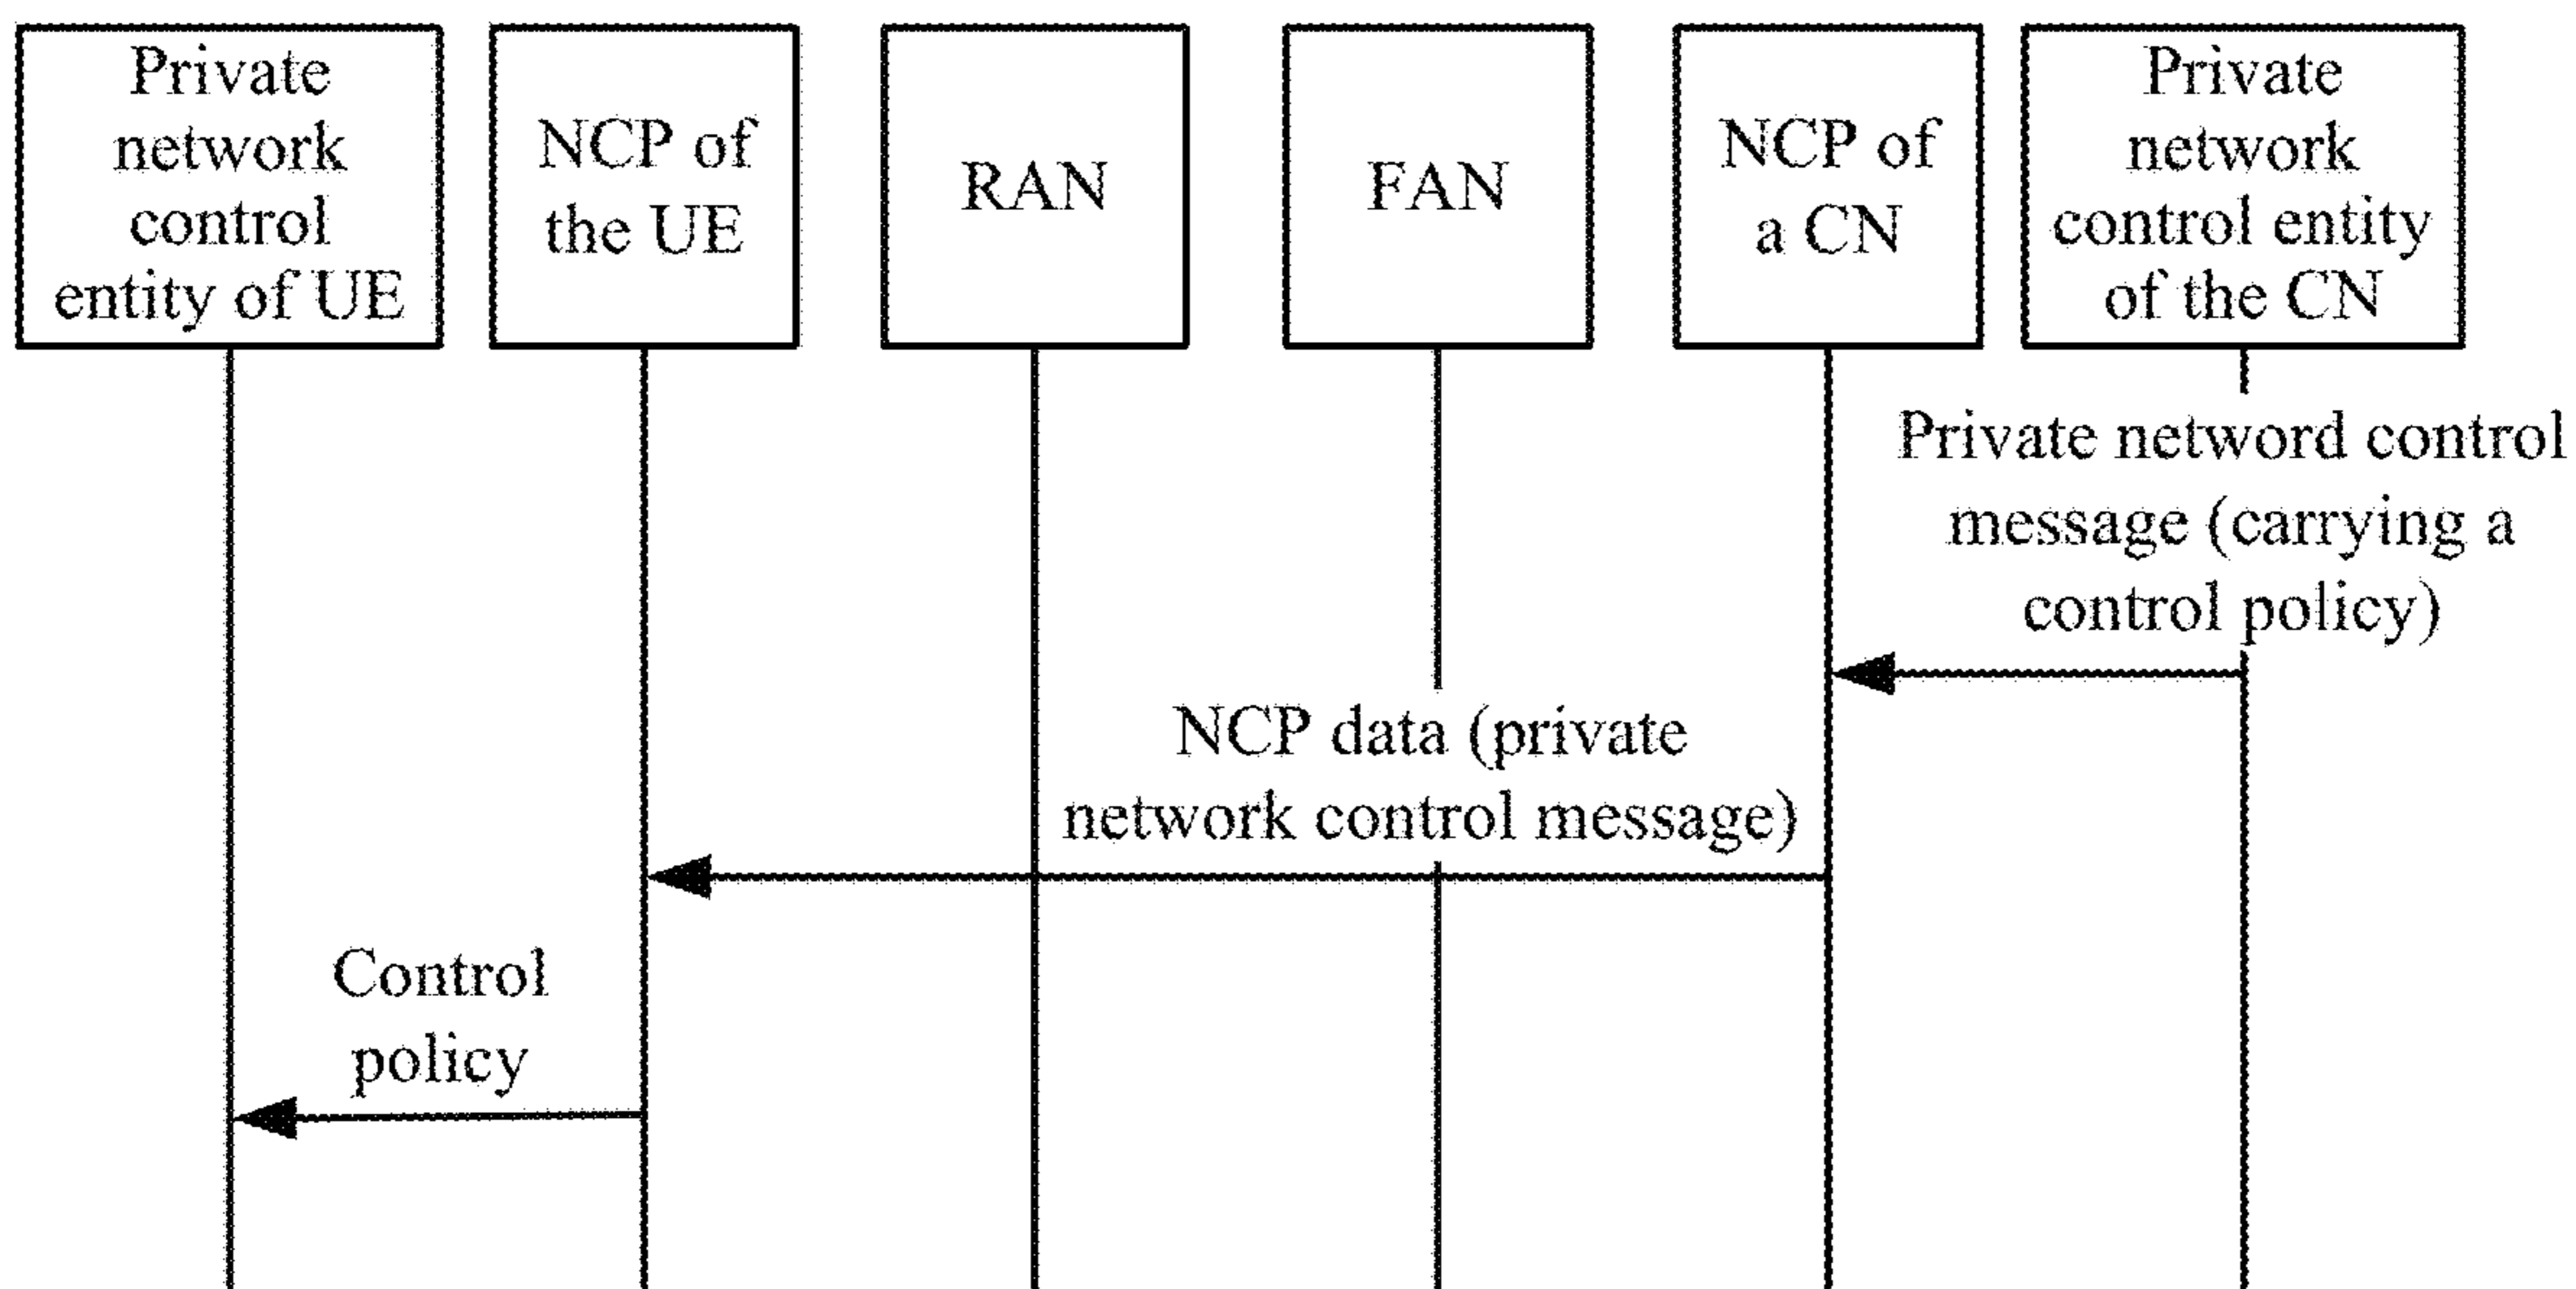 Private
network
control
entity of UE
NCP of
the UE
RAN
FAN
NCP of
a CN
Private
network
control entity
of the CN
Private netword control
message (carrying a
control policy)
NCP data (private
network control message)
Control
policy